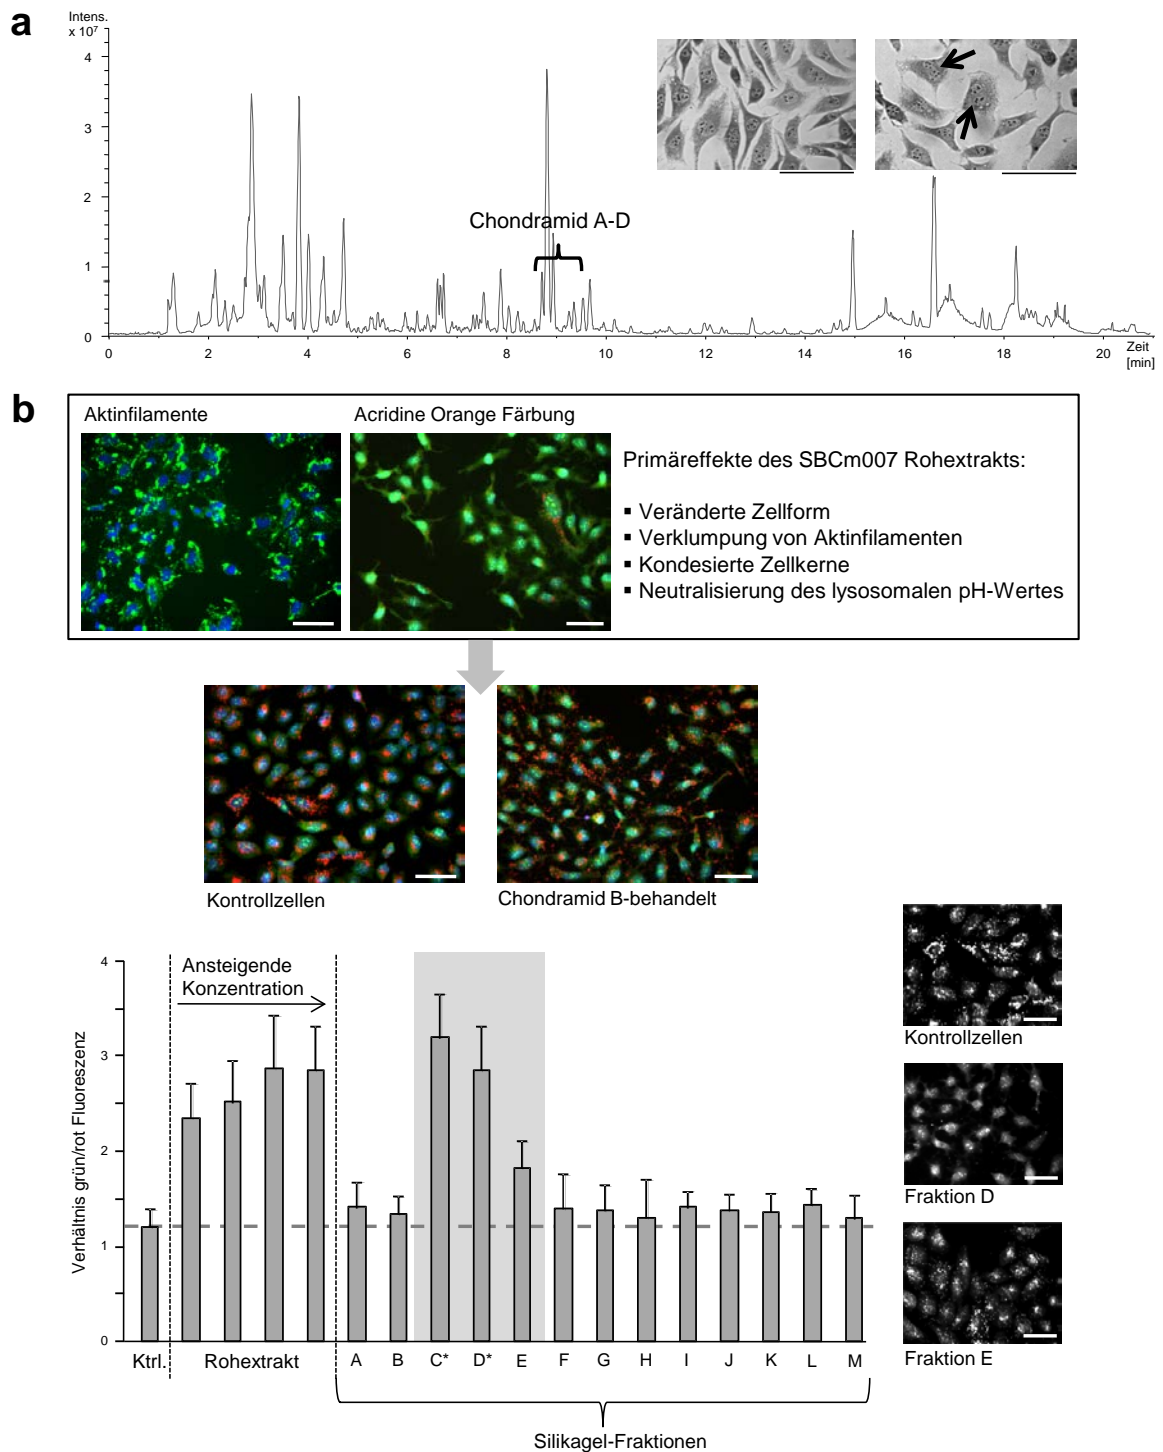 a
Intens.
x 10⁷
4
3
2
1
0
Chondramid A-D
0 2 4 6 8 10 12 14 16 18 20
Zeit
[min]
b
Aktinfilamente
Acridine Orange Färbung
Primäreffekte des SBCm007 Rohextrakts:
▪ Veränderte Zellform
▪ Verklumpung von Aktinfilamenten
▪ Kondesierte Zellkerne
▪ Neutralisierung des lysosomalen pH-Wertes
Kontrollzellen
Chondramid B-behandelt
Verhältnis grün/rot Fluoreszenz
4
3
2
1
0
Ansteigende
Konzentration
Ktrl. Rohextrakt A B C* D* E F G H I J K L M
Silikagel-Fraktionen
Kontrollzellen
Fraktion D
Fraktion E